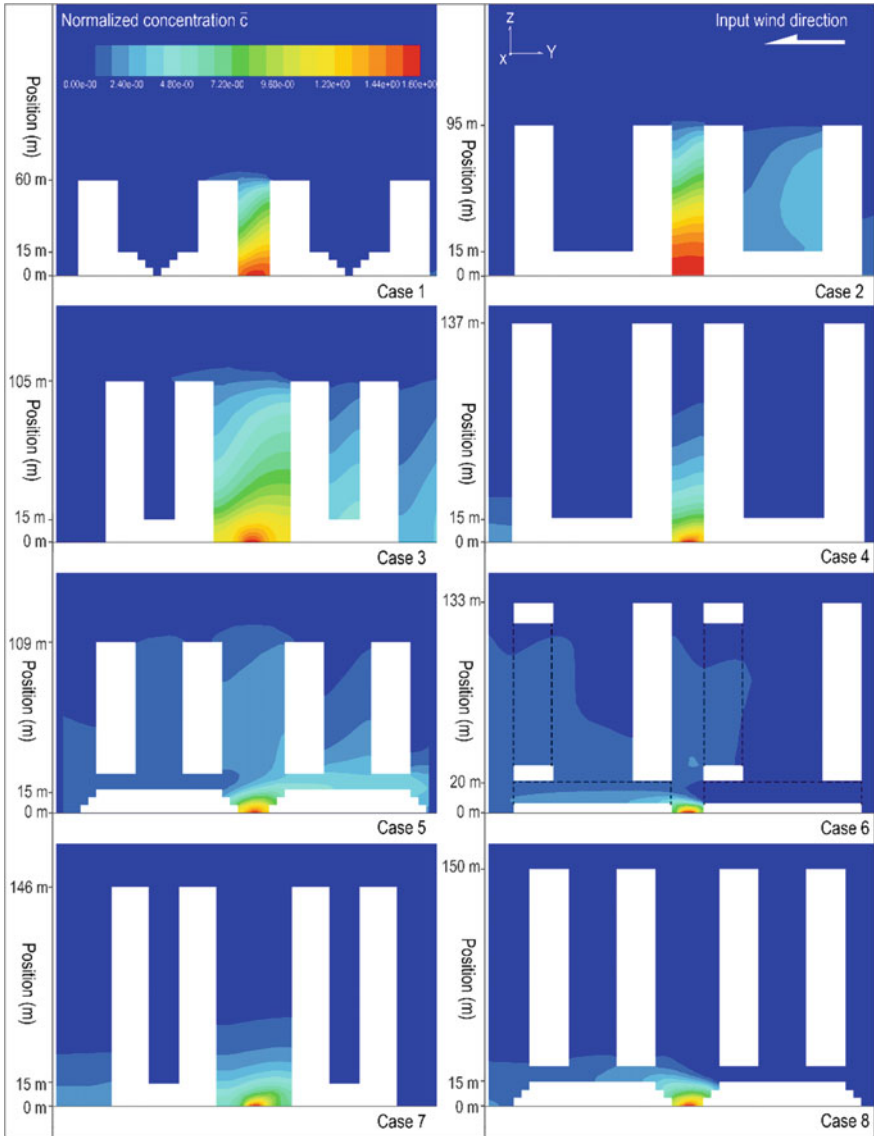 Normalized concentration c̄
0.00e-00 2.40e-00 4.80e-00 7.20e-00 9.60e-00 1.20e+00 1.44e+00 1.60e+00
Position (m)
60 m
15 m
0 m
Case 1
Z
X Y
Input wind direction
Position (m)
95 m
15 m
0 m
Case 2
Position (m)
105 m
15 m
0 m
Case 3
Position (m)
137 m
15 m
0 m
Case 4
Position (m)
109 m
15 m
0 m
Case 5
Position (m)
133 m
20 m
0 m
Case 6
Position (m)
146 m
15 m
0 m
Case 7
Position (m)
150 m
15 m
0 m
Case 8